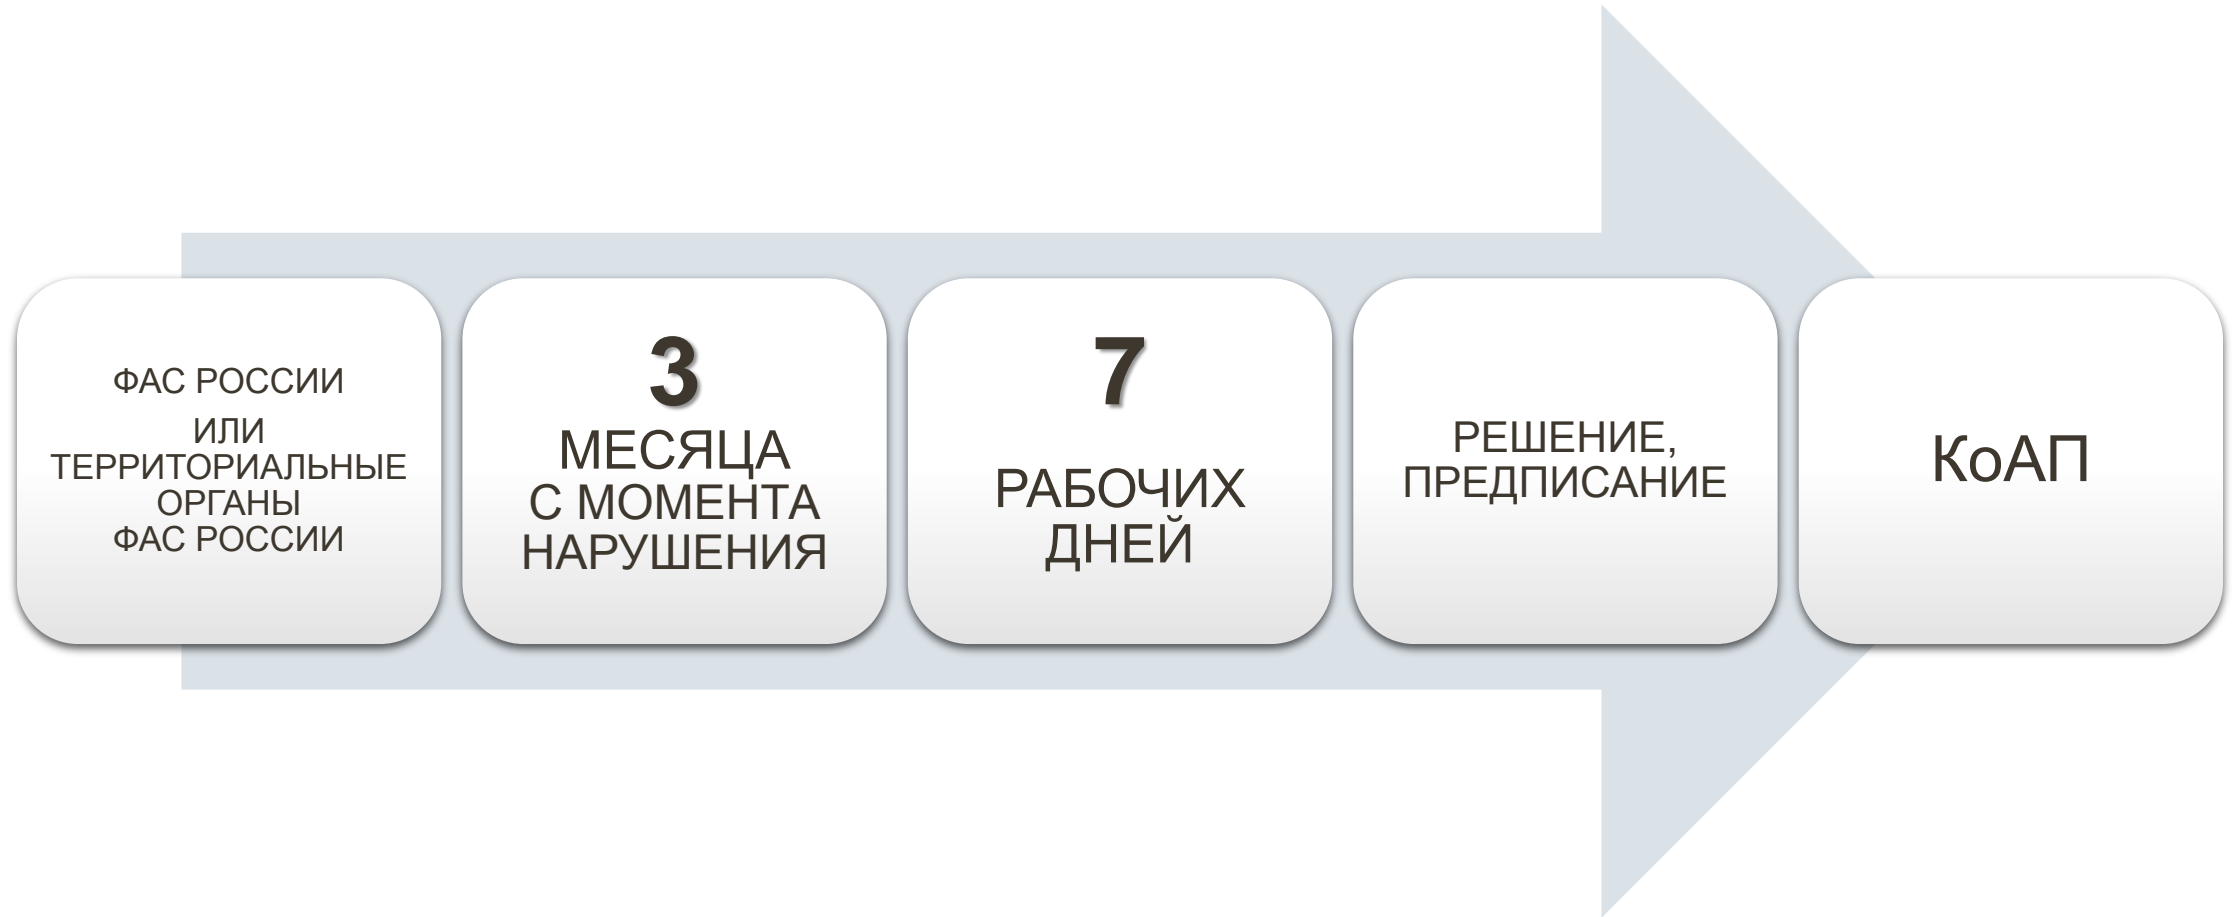 ФАС РОССИИ
ИЛИ
ТЕРРИТОРИАЛЬНЫЕ
ОРГАНЫ
ФАС РОССИИ
3
МЕСЯЦА
С МОМЕНТА
НАРУШЕНИЯ
7
РАБОЧИХ
ДНЕЙ
РЕШЕНИЕ,
ПРЕДПИСАНИЕ
КоАП